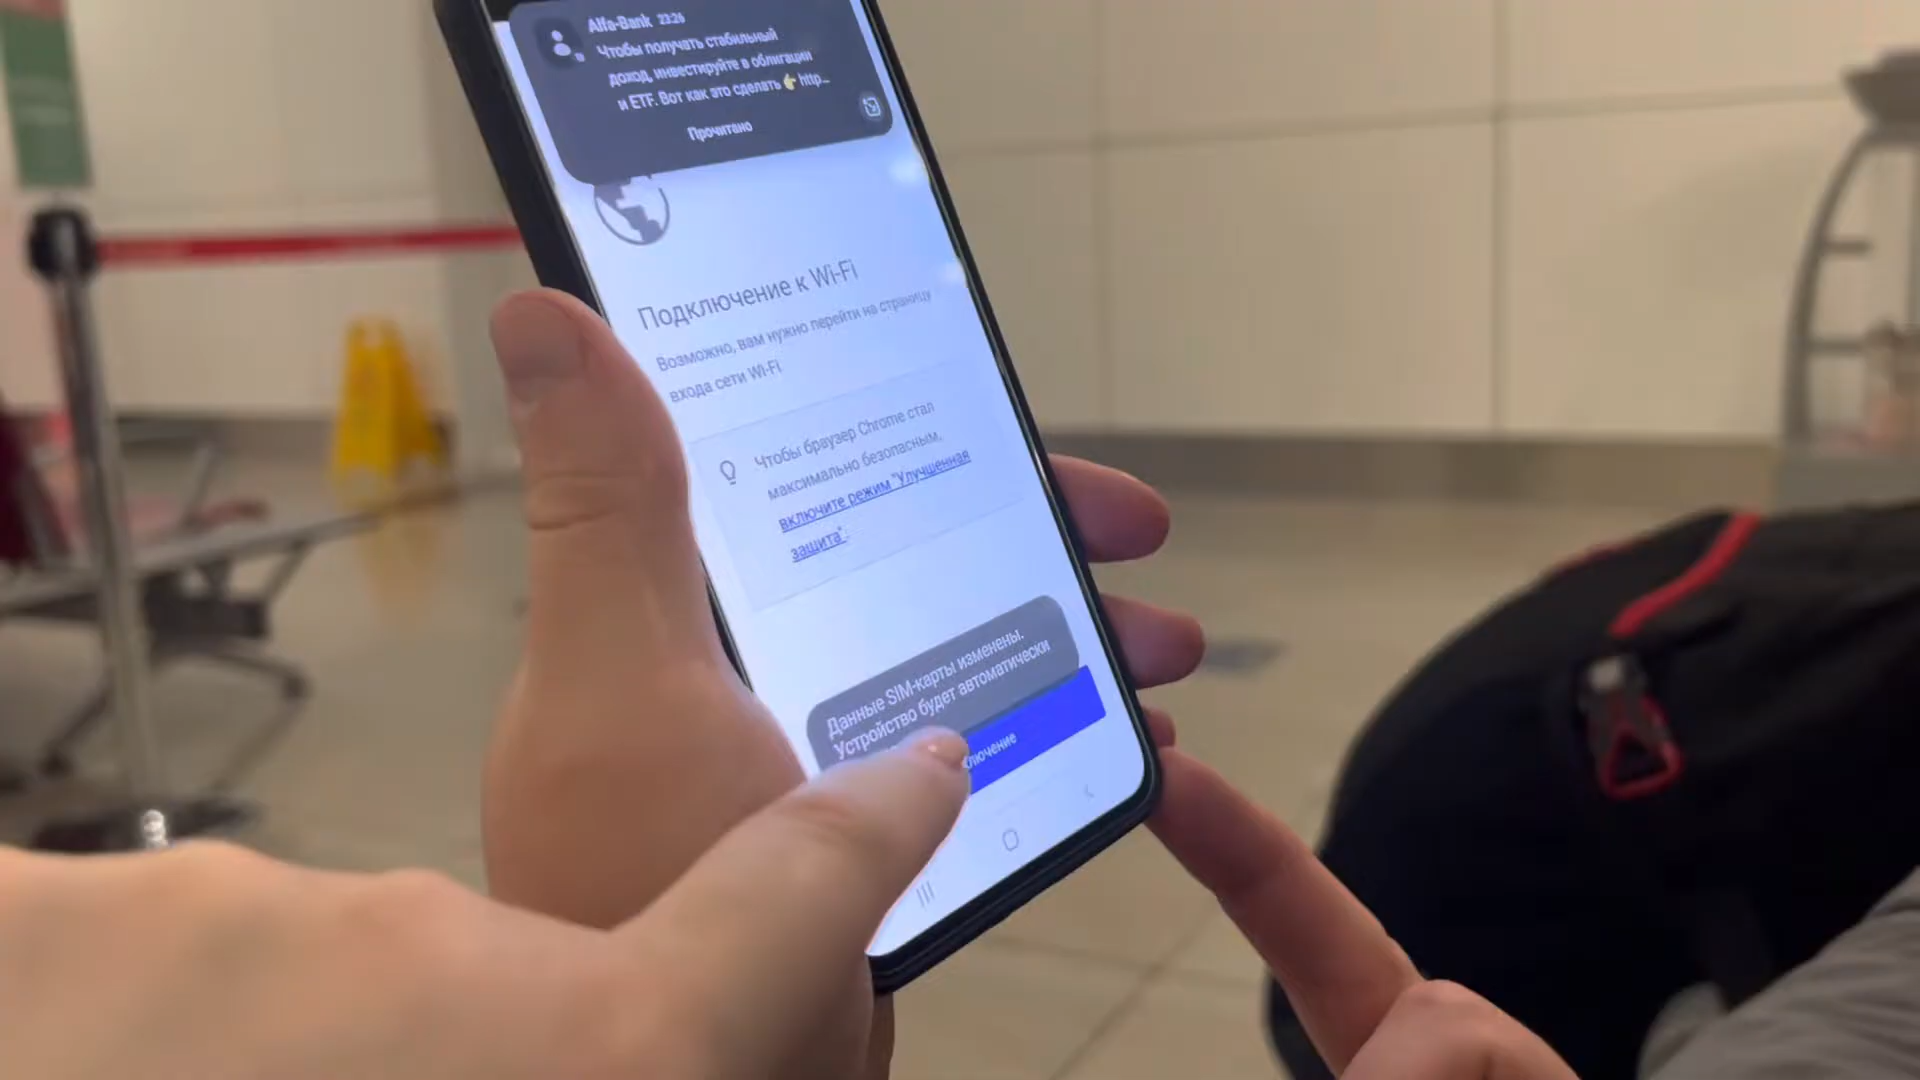 Alfa-Bank 23:26
Чтобы получать стабильный
доход, инвестируйте в облигации
и ETF. Вот как это сделать 👉 http...
Прочитано
Подключение к Wi-Fi
Возможно, вам нужно перейти на страницу
входа сети Wi-Fi
Чтобы браузер Chrome стал
максимально безопасным,
включите режим "Улучшенная
защита".
Данные SIM-карты изменены.
Устройство будет автоматически
ключение